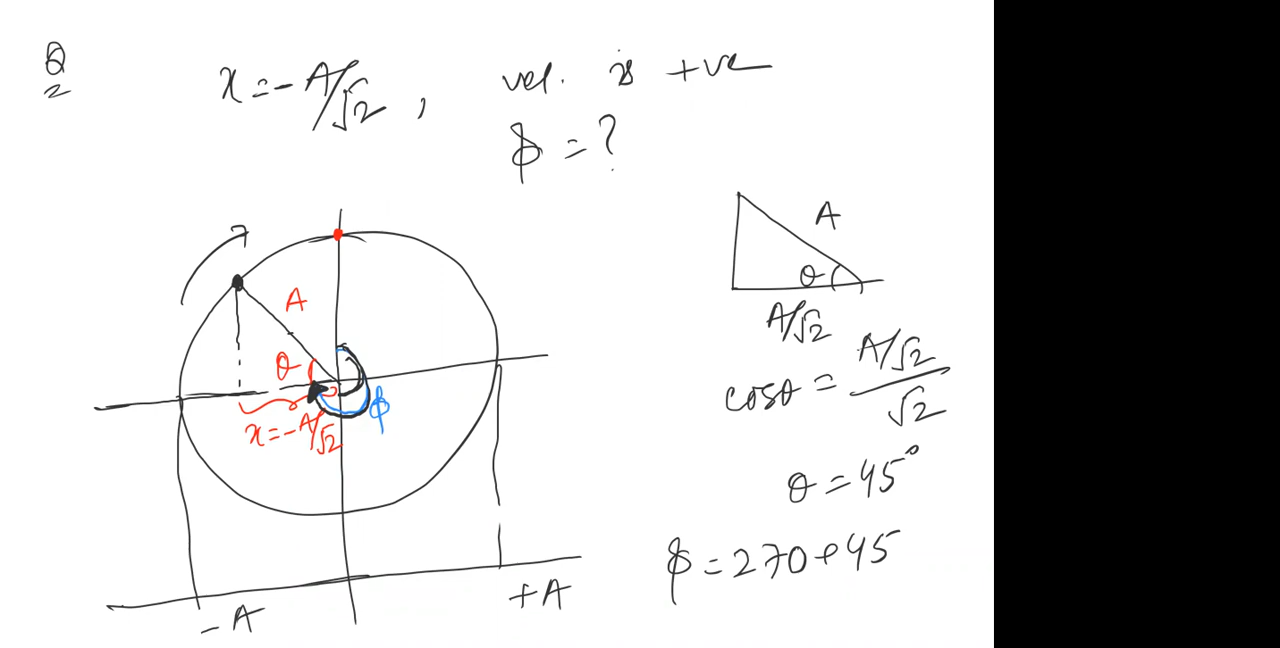 Q
x = -A/√2 , vel. is +ve
φ = ?
A
θ
x = -A/√2
φ
-A
+A
A
θ
A/√2
cosθ = A/√2 / √2
θ = 45°
φ = 270+45